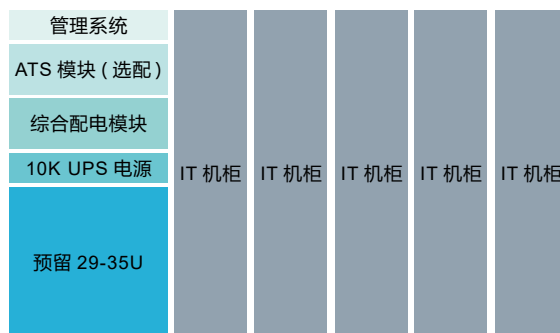 管理系统
ATS 模块 ( 选配 )
综合配电模块
10K UPS 电源
预留 29-35U
IT 机柜
IT 机柜
IT 机柜
IT 机柜
IT 机柜